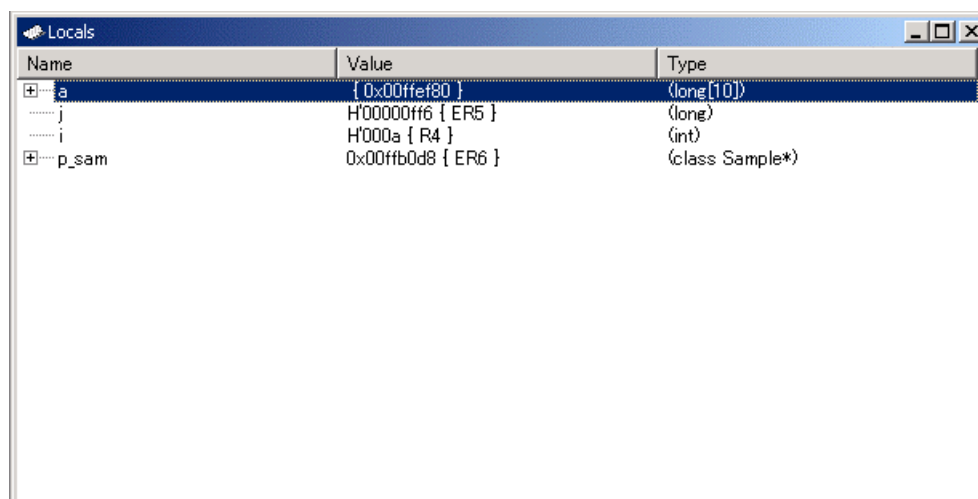 Locals
Name Value Type
a { 0x00ffef80 } (long[10])
j H'00000ff6 { ER5 } (long)
i H'000a { R4 } (int)
p_sam 0x00ffb0d8 { ER6 } (class Sample*)